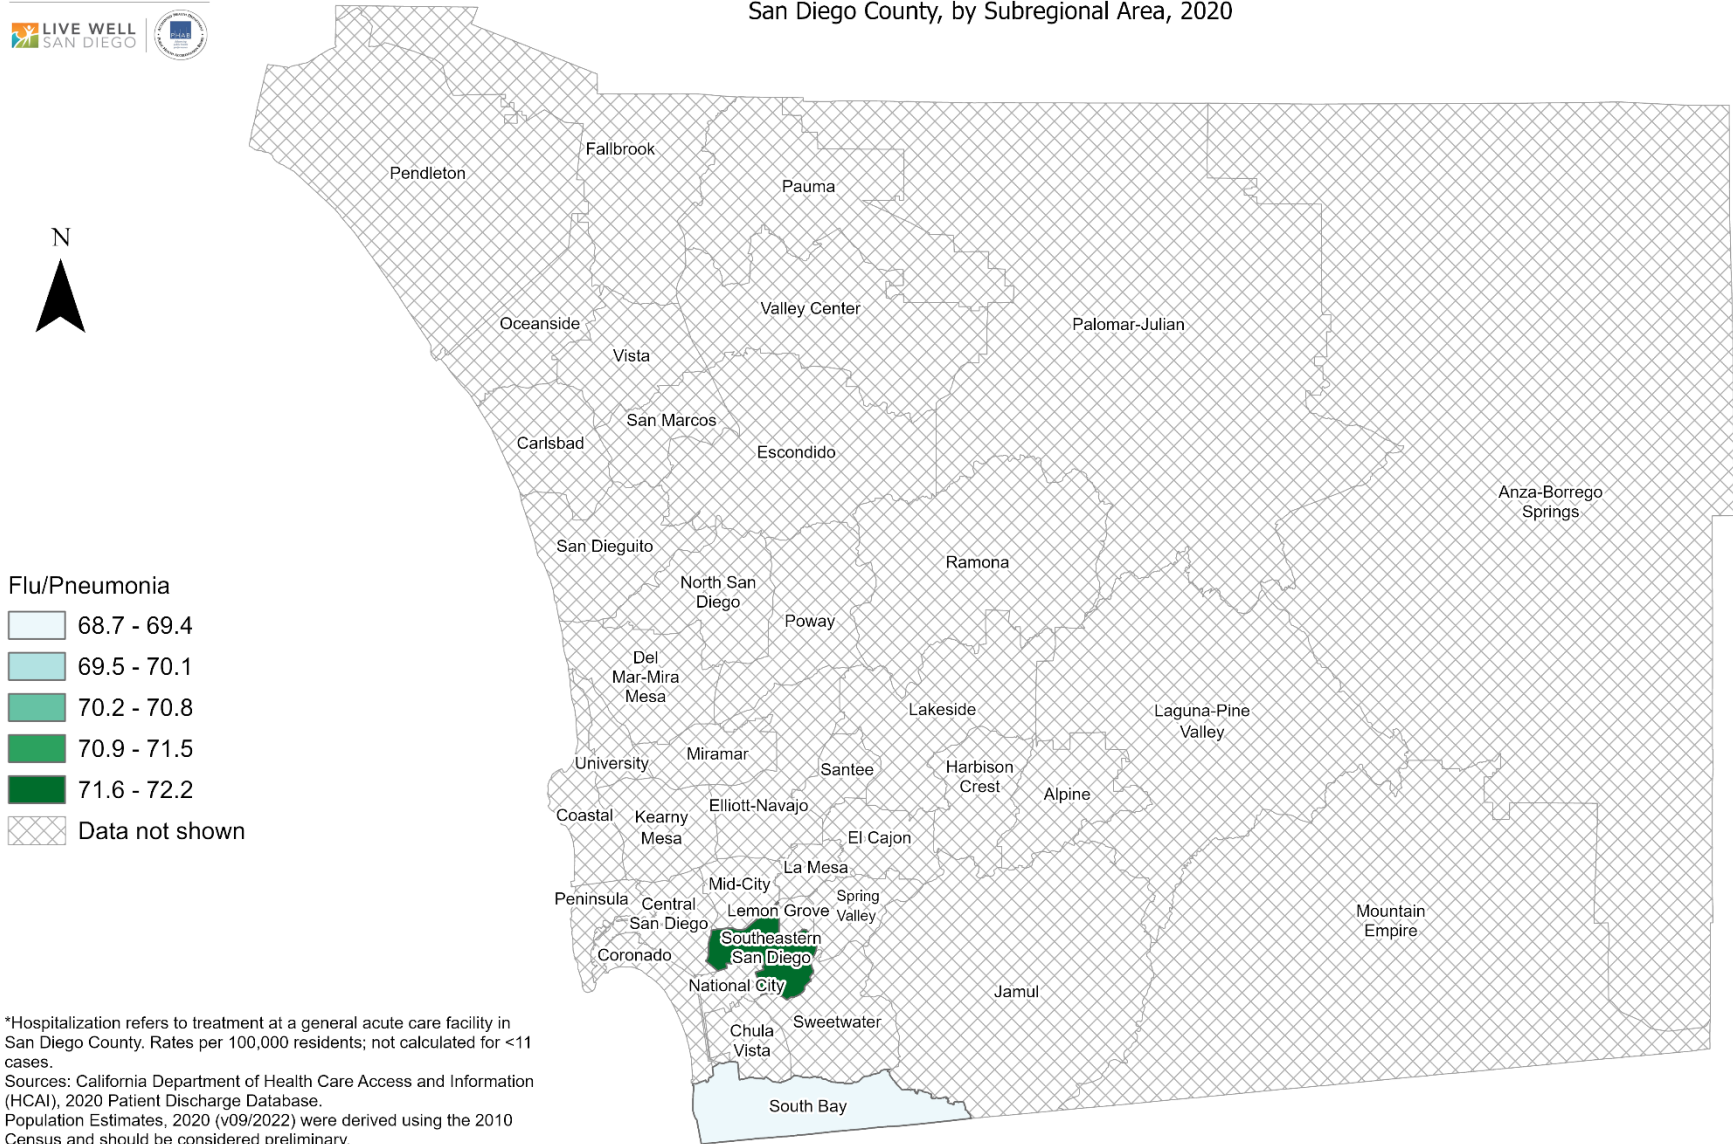 San Diego County, by Subregional Area, 2020
LIVE WELL
SAN DIEGO
PHAB
N
Pendleton
Fallbrook
Pauma
Oceanside
Vista
Valley Center
Palomar-Julian
San Marcos
Carlsbad
Escondido
Anza-Borrego
Springs
San Dieguito
North San
Diego
Ramona
Poway
Del
Mar-Mira
Mesa
Lakeside
Laguna-Pine
Valley
University
Miramar
Santee
Harbison
Crest
Alpine
Coastal
Kearny
Mesa
Elliott-Navajo
El Cajon
La Mesa
Mid-City
Peninsula
Central
San Diego
Lemon Grove
Spring
Valley
Mountain
Empire
Southeastern
San Diego
Coronado
National City
Jamul
Sweetwater
Chula
Vista
South Bay
Flu/Pneumonia
68.7 - 69.4
69.5 - 70.1
70.2 - 70.8
70.9 - 71.5
71.6 - 72.2
Data not shown
*Hospitalization refers to treatment at a general acute care facility in
San Diego County. Rates per 100,000 residents; not calculated for <11
cases.
Sources: California Department of Health Care Access and Information
(HCAI), 2020 Patient Discharge Database.
Population Estimates, 2020 (v09/2022) were derived using the 2010
Census and should be considered preliminary.